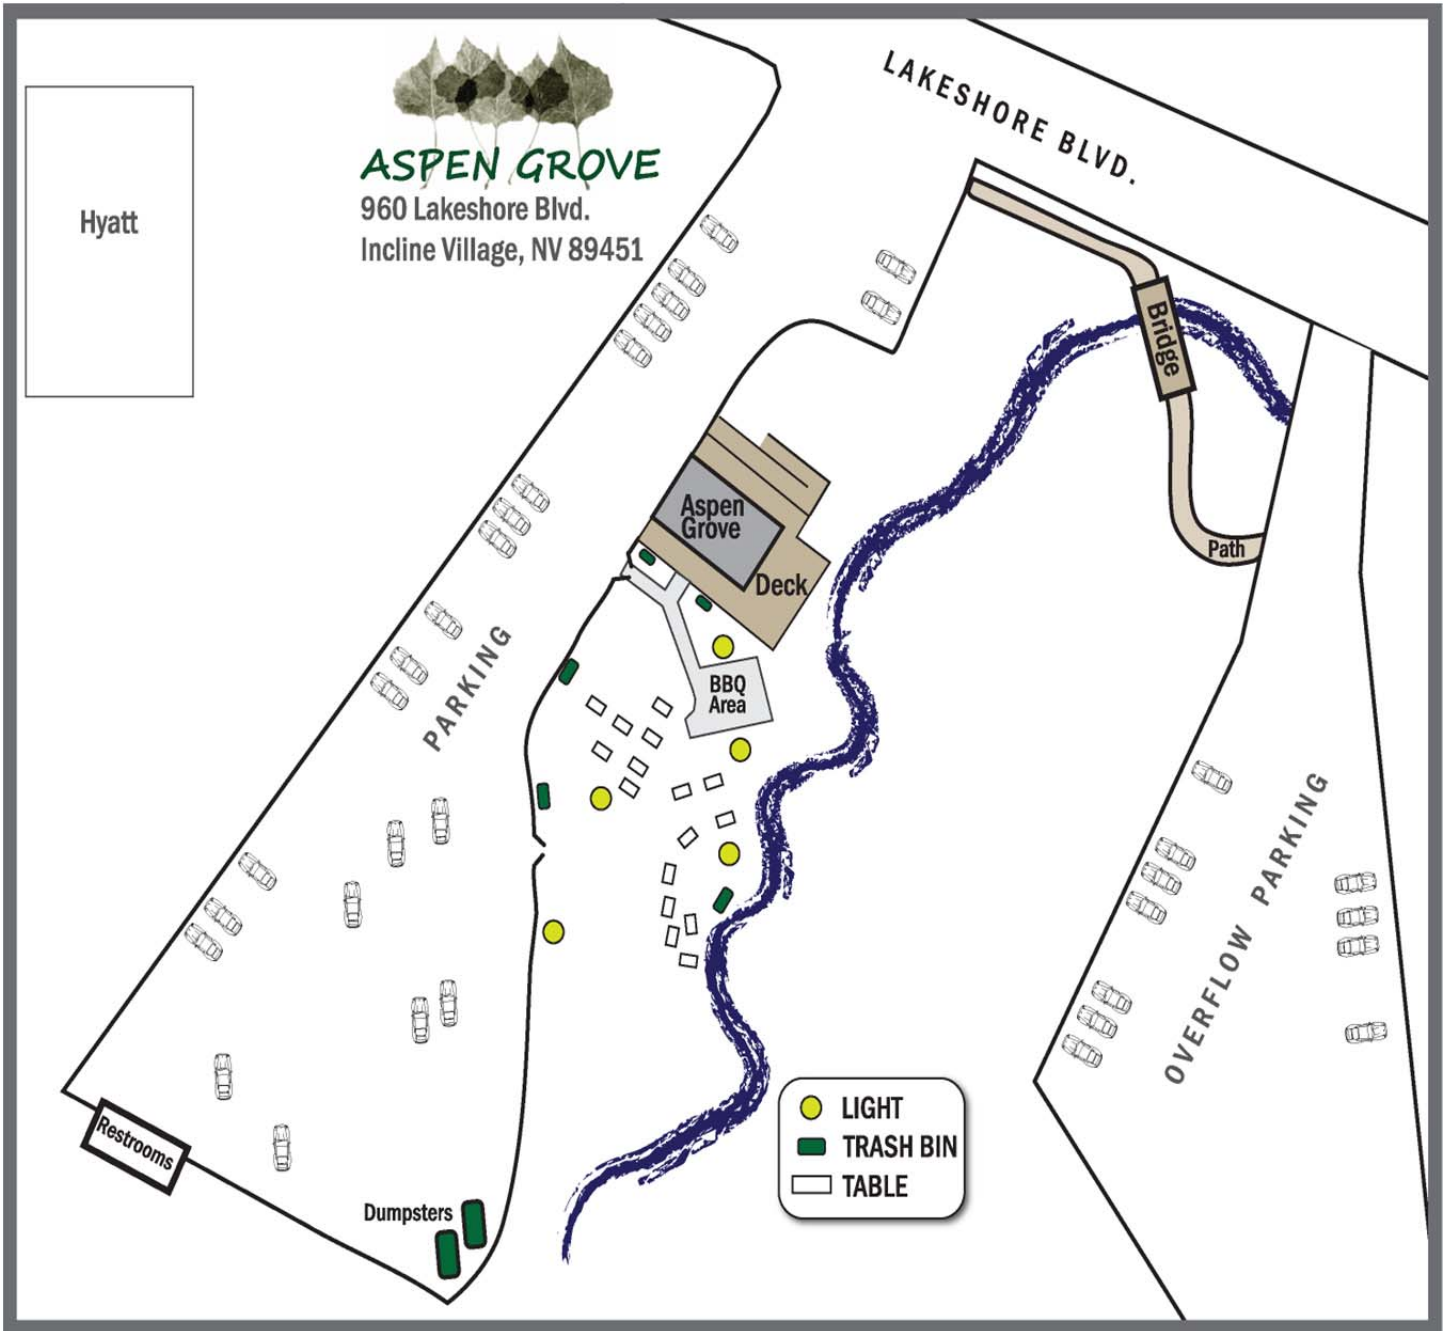 LAKESHORE BLVD.
ASPEN GROVE
960 Lakeshore Blvd.
Incline Village, NV 89451
Hyatt
Bridge
Aspen
Grove
Path
Deck
PARKING
BBQ
Area
OVERFLOW PARKING
Restrooms
Dumpsters
LIGHT
TRASH BIN
TABLE